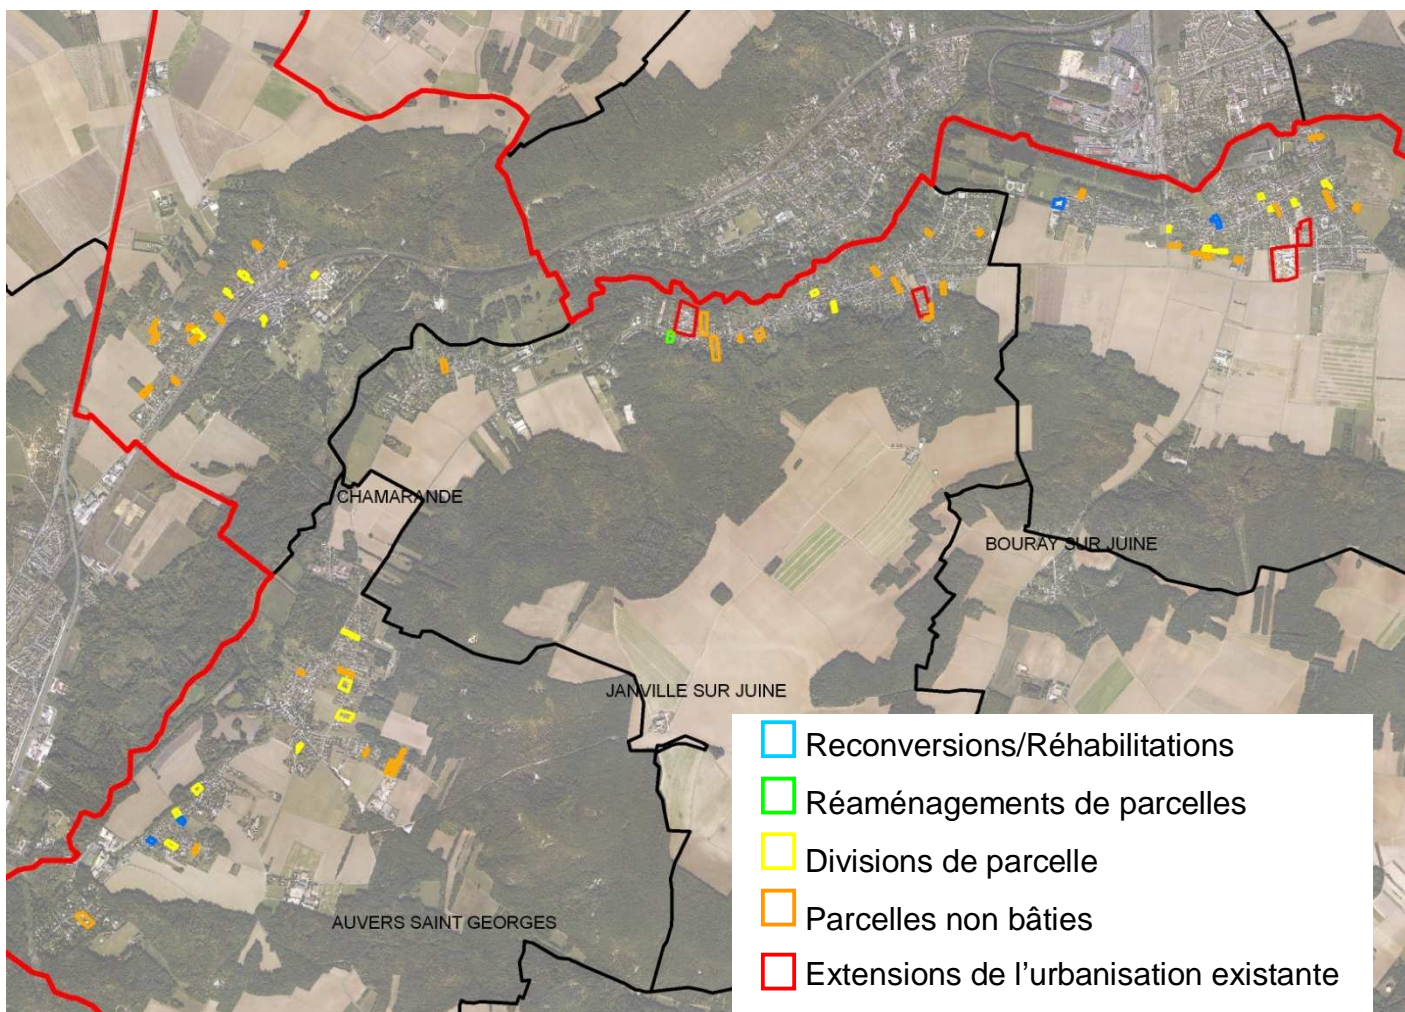 CHAMARANDE
BOURAY SUR JUINE
JANVILLE SUR JUINE
AUVERS SAINT GEORGES
Reconversions/Réhabilitations
Réaménagements de parcelles
Divisions de parcelle
Parcelles non bâties
Extensions de l’urbanisation existante